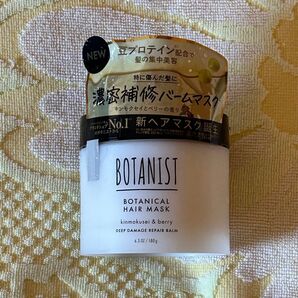 NEW
豆プロテイン配合で
髪の集中美容
特に傷んだ髪に
濃密補修バームマスク
キンモクセイとベリーの香り
No.1
新ヘアマスク誕生
BOTANIST
BOTANICAL
HAIR MASK
kinmokusei & berry
DEEP DAMAGE REPAIR BALM
6.3 OZ / 180 g